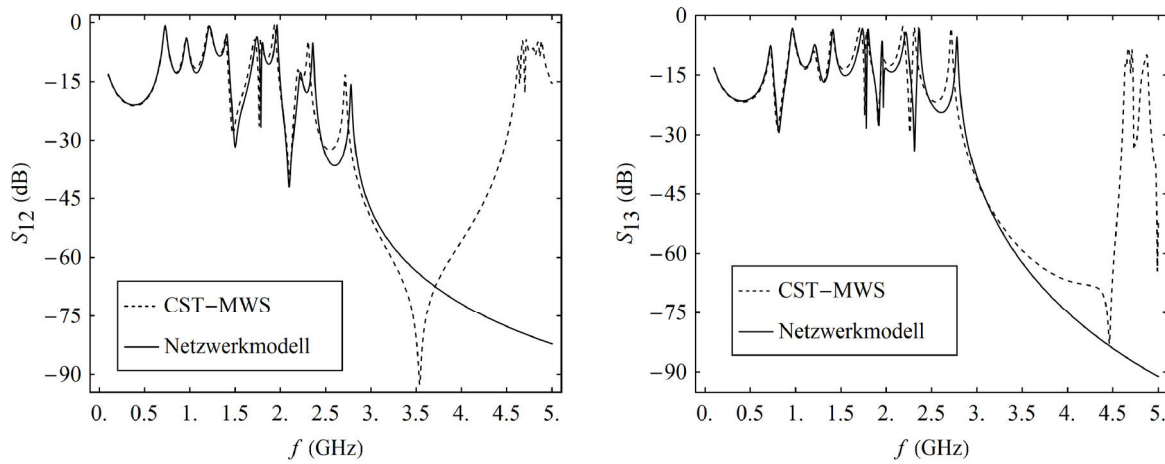 0
−15
−30
−45
−60
−75
−90
S12 (dB)
CST−MWS
Netzwerkmodell
0. 0.5 1. 1.5 2. 2.5 3. 3.5 4. 4.5 5.
f (GHz)
0
−15
−30
−45
−60
−75
−90
S13 (dB)
CST−MWS
Netzwerkmodell
0. 0.5 1. 1.5 2. 2.5 3. 3.5 4. 4.5 5.
f (GHz)